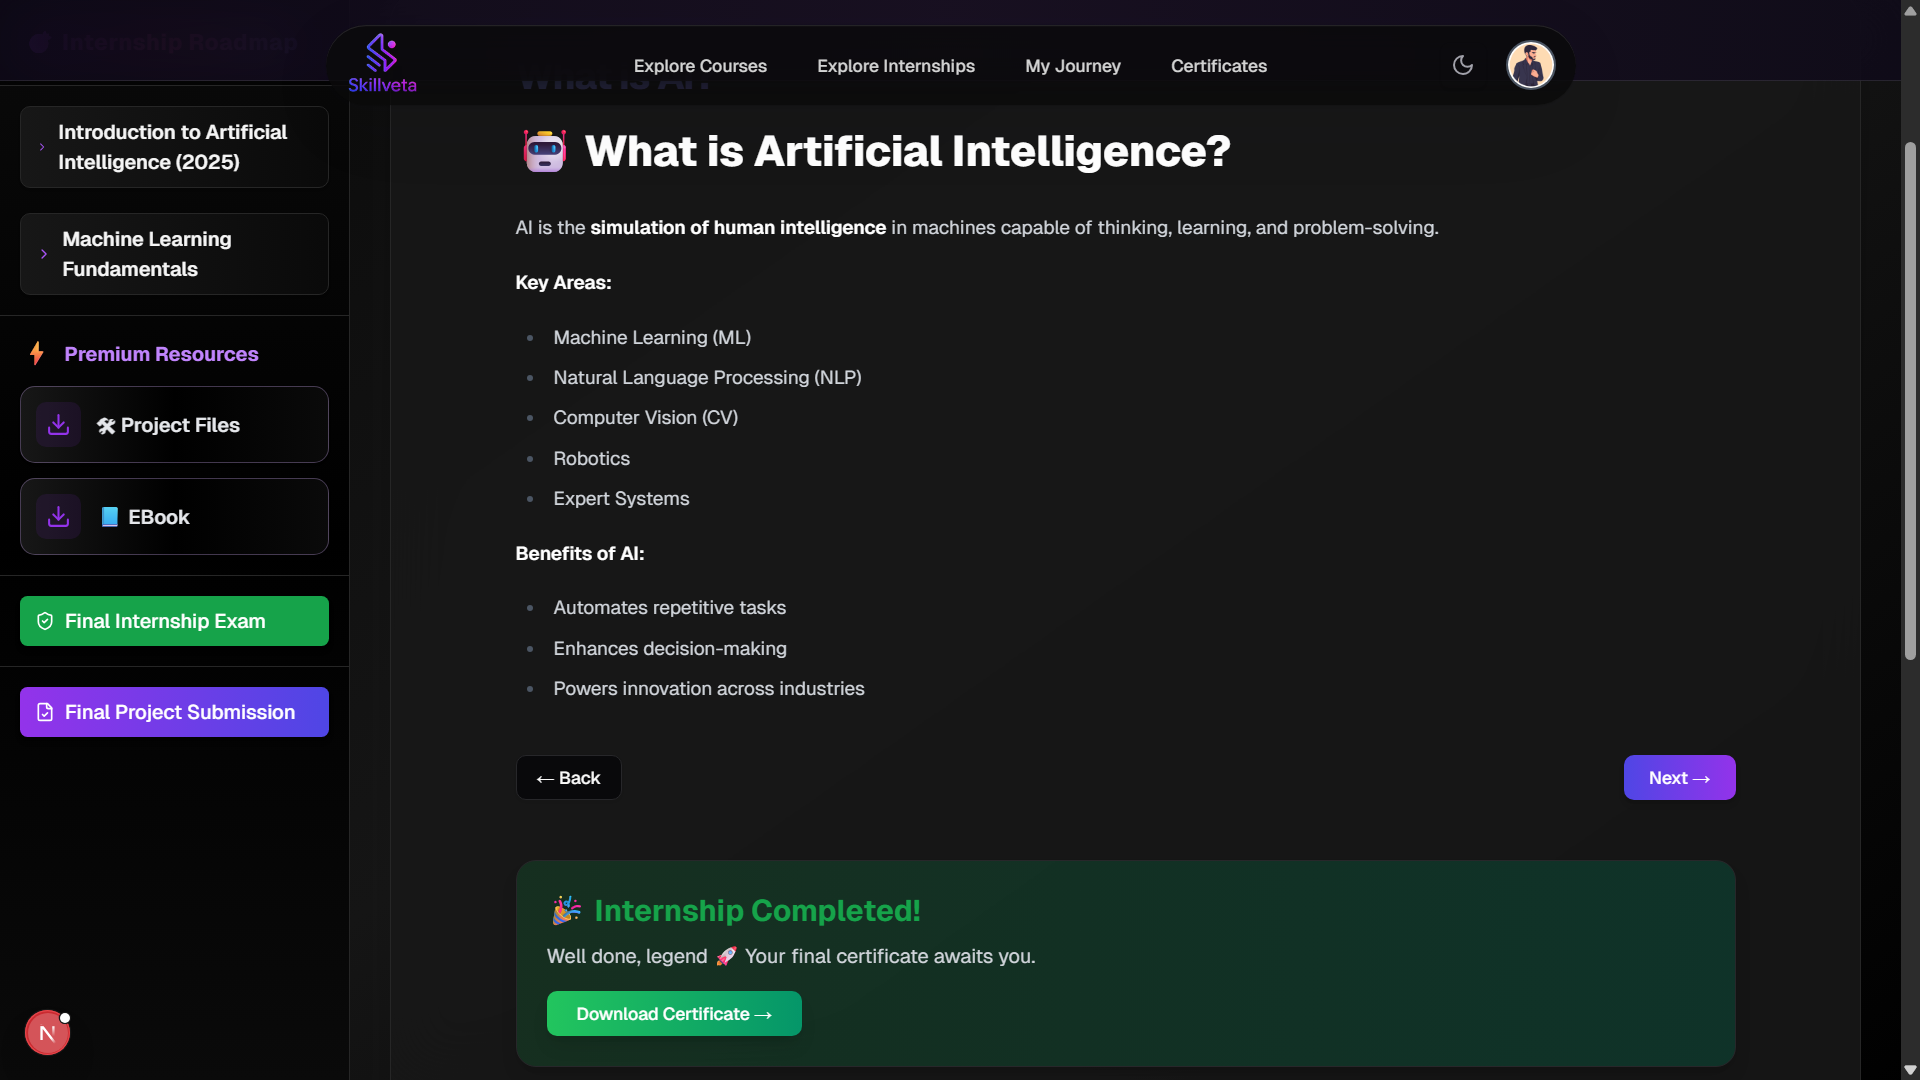 Internship Roadmap
Skillveta
Explore Courses
Explore Internships
My Journey
Certificates
Introduction to Artificial
Intelligence (2025)
Machine Learning
Fundamentals
⚡ Premium Resources
🛠 Project Files
📘 EBook
Final Internship Exam
Final Project Submission
N
What is AI?
🤖 What is Artificial Intelligence?
AI is the simulation of human intelligence in machines capable of thinking, learning, and problem-solving.
Key Areas:
• Machine Learning (ML)
• Natural Language Processing (NLP)
• Computer Vision (CV)
• Robotics
• Expert Systems
Benefits of AI:
• Automates repetitive tasks
• Enhances decision-making
• Powers innovation across industries
← Back
Next →
🎉 Internship Completed!
Well done, legend 🚀 Your final certificate awaits you.
Download Certificate →